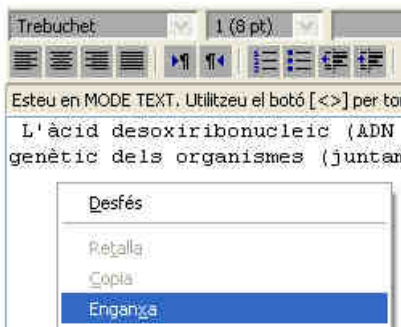 Trebuchet 1 (8 pt)
Esteu en MODE TEXT. Utilitzeu el botó [<>] per to
L'àcid desoxiribonucleic (ADN
genètic dels organismes (juntam
Desfés
Retalla
Copia
Enganxa